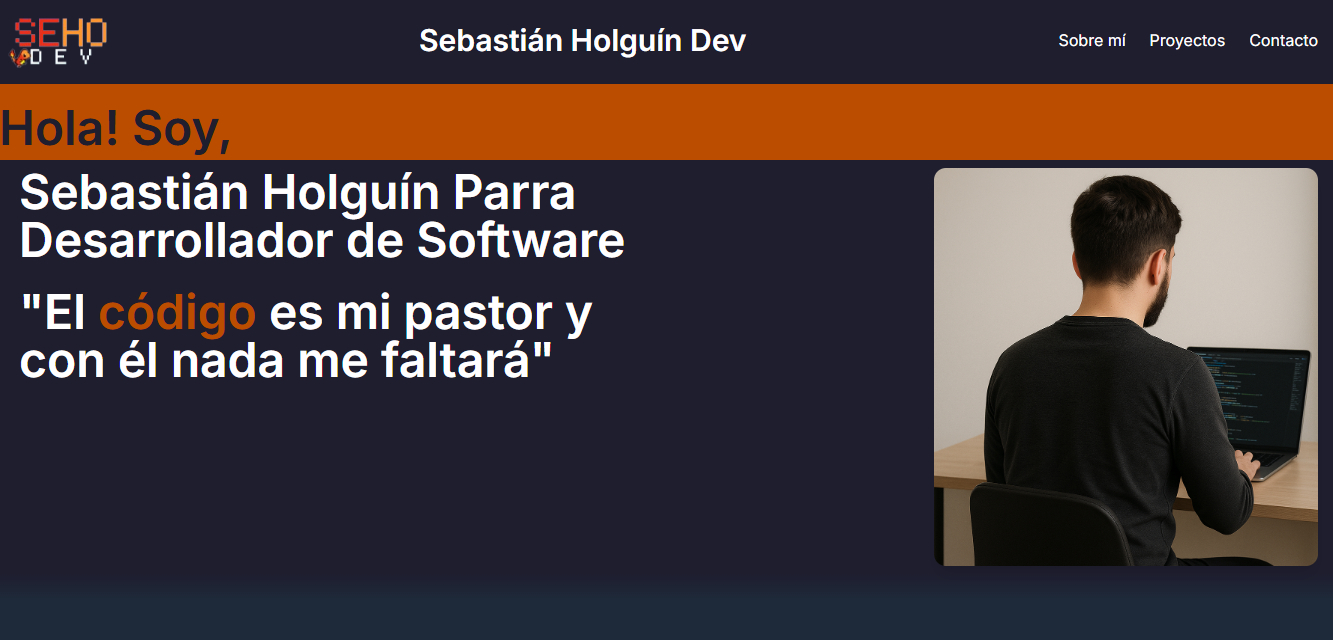 SEHO
DEV
Sebastián Holguín Dev
Sobre mí
Proyectos
Contacto
Hola! Soy,
Sebastián Holguín Parra
Desarrollador de Software
"El código es mi pastor y
con él nada me faltará"